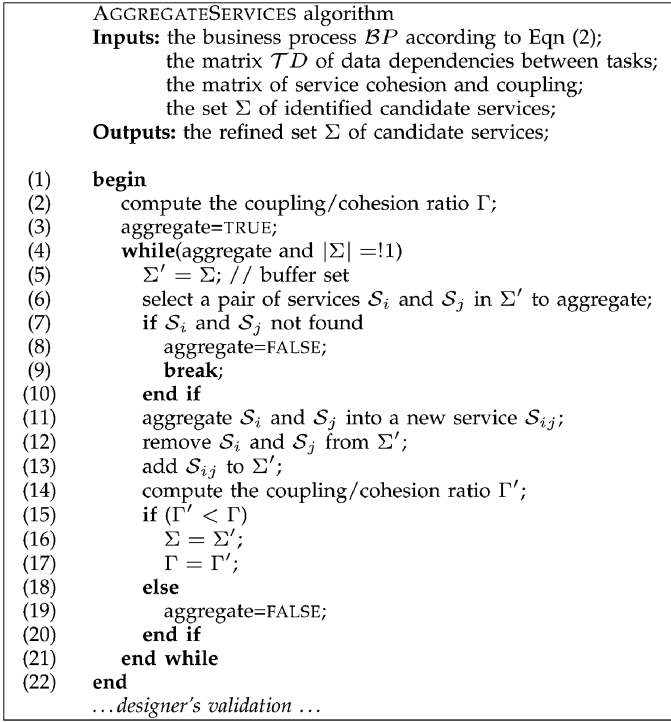 AGGREGATESERVICES algorithm
Inputs: the business process BP according to Eqn (2);
the matrix TD of data dependencies between tasks;
the matrix of service cohesion and coupling;
the set Σ of identified candidate services;
Outputs: the refined set Σ of candidate services;
(1) begin
(2) compute the coupling/cohesion ratio Γ;
(3) aggregate=TRUE;
(4) while(aggregate and |Σ| =!1)
(5) Σ′ = Σ; // buffer set
(6) select a pair of services Si and Sj in Σ′ to aggregate;
(7) if Si and Sj not found
(8) aggregate=FALSE;
(9) break;
(10) end if
(11) aggregate Si and Sj into a new service Sij;
(12) remove Si and Sj from Σ′;
(13) add Sij to Σ′;
(14) compute the coupling/cohesion ratio Γ′;
(15) if (Γ′ < Γ)
(16) Σ = Σ′;
(17) Γ = Γ′;
(18) else
(19) aggregate=FALSE;
(20) end if
(21) end while
(22) end
...designer's validation ...